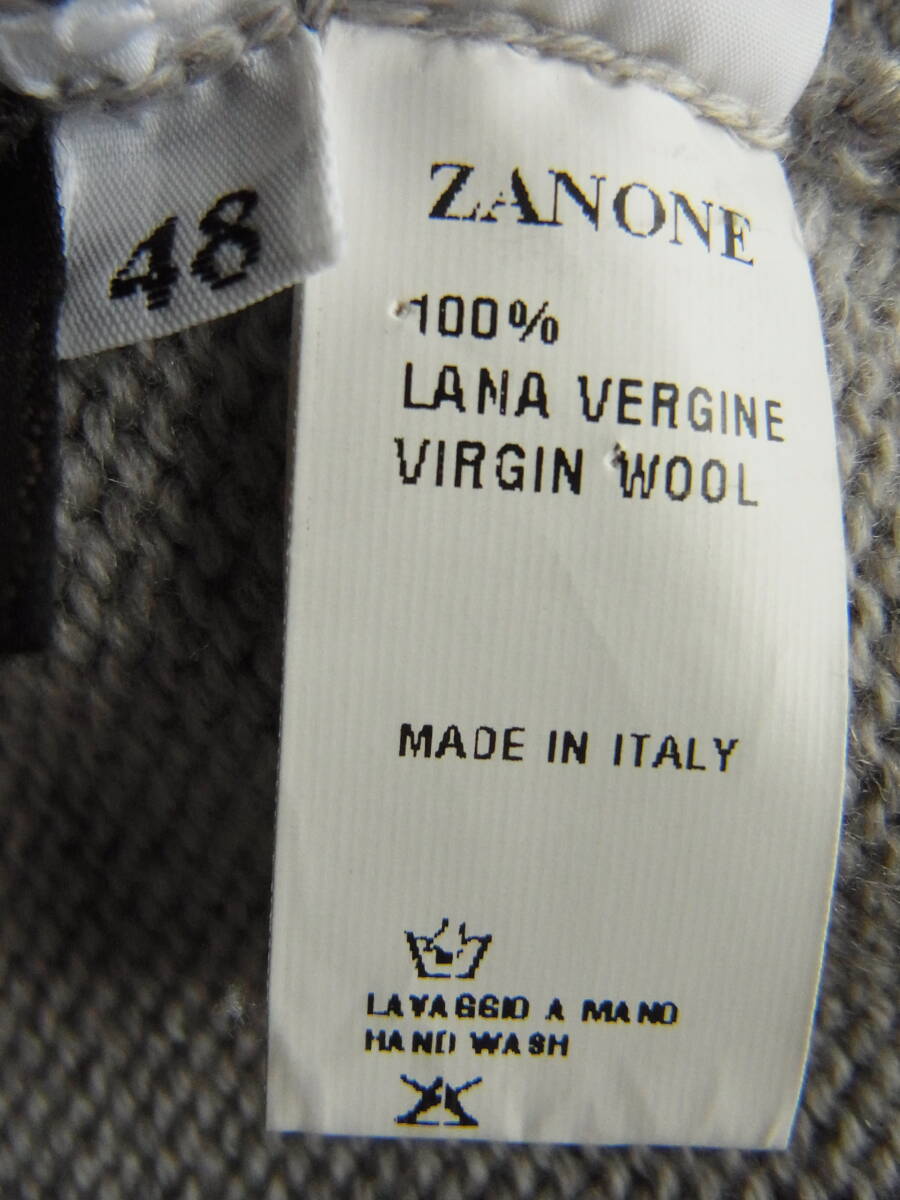 48
ZANONE
100%
LANA VERGINE
VIRGIN WOOL
MADE IN ITALY
LAVAGGIO A MANO
HAND WASH